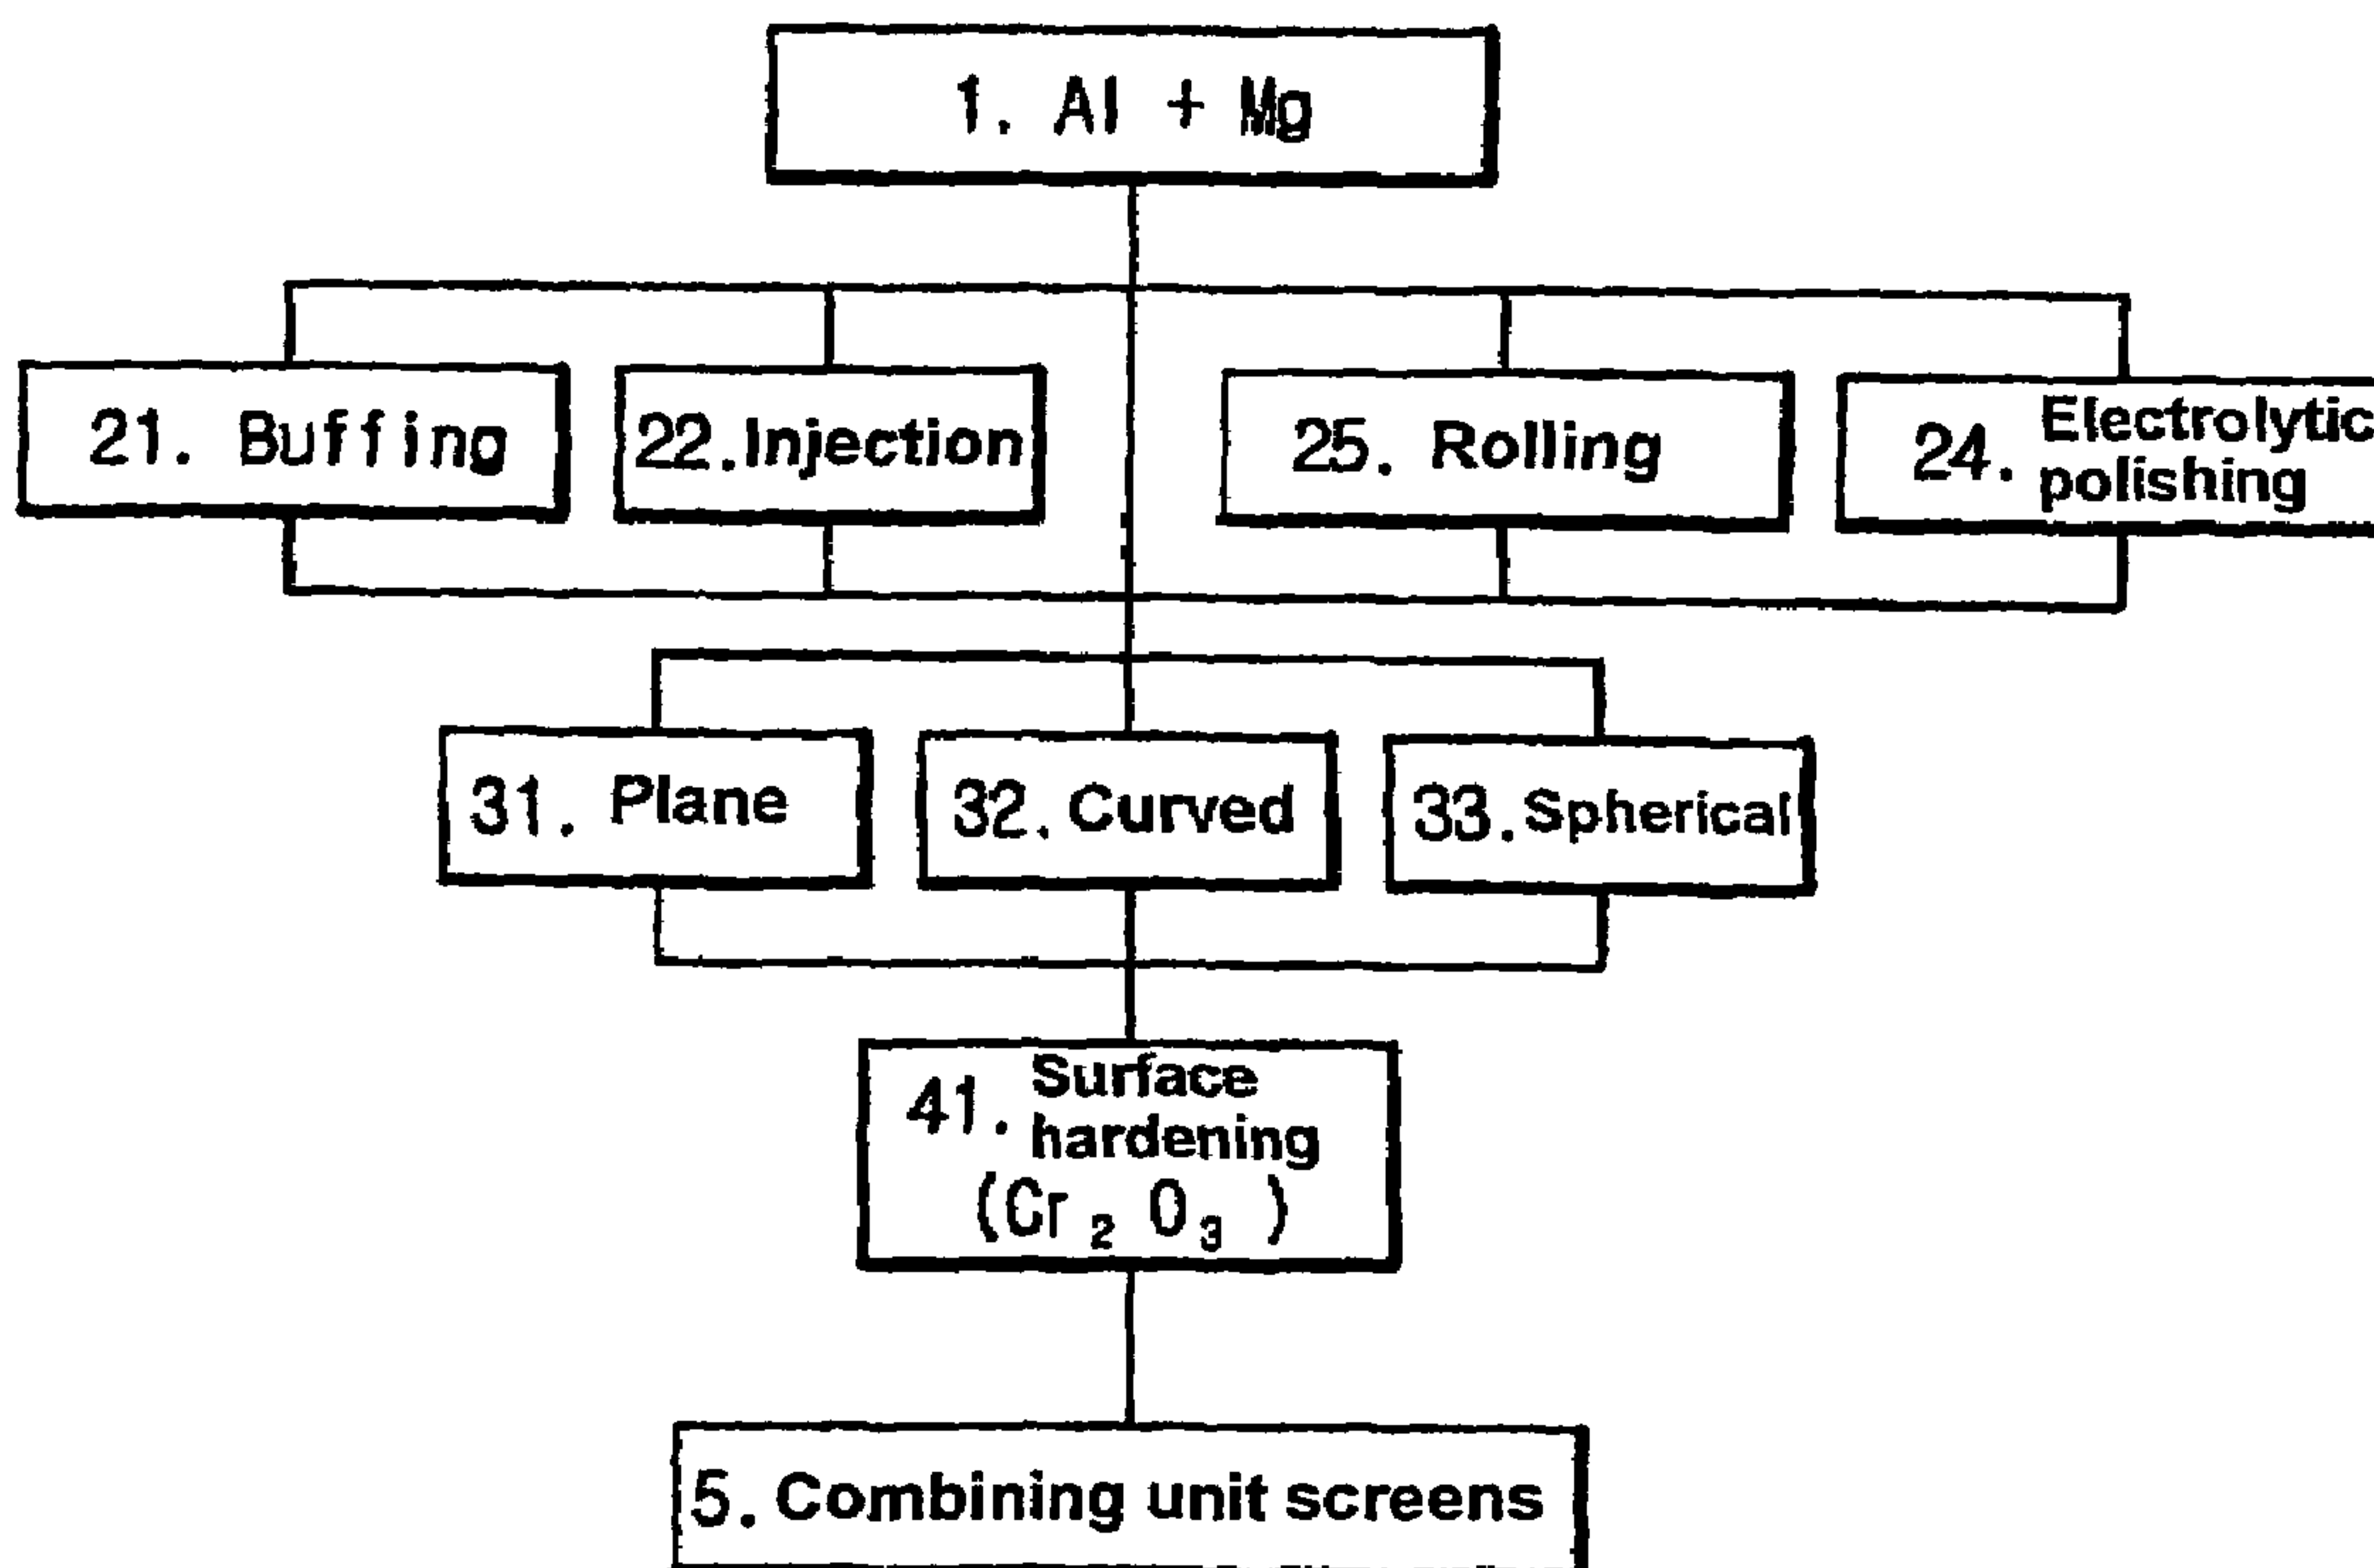 1. Al + Mg
21. Buffing
22. Injection
25. Rolling
24. Electrolytic
polishing
31. Plane
32. Curved
33. Spherical
41. Surface
hardening
(Cr2O3)
5. Combining unit screens